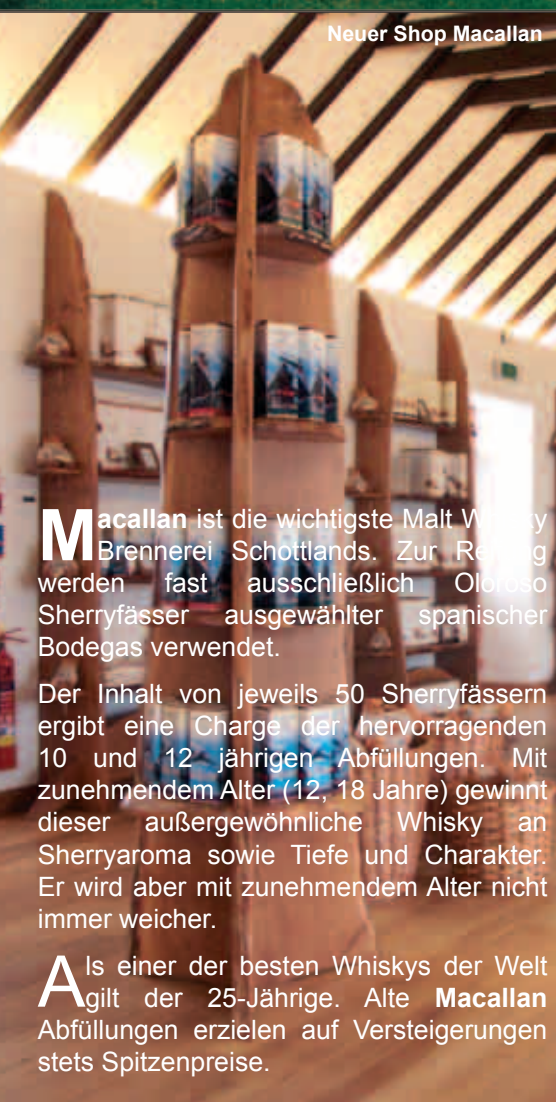 Neuer Shop Macallan
Macallan ist die wichtigste Malt Whisky
Brennerei Schottlands. Zur Reifung
werden fast ausschließlich Oloroso
Sherryfässer ausgewählter spanischer
Bodegas verwendet.
Der Inhalt von jeweils 50 Sherryfässern
ergibt eine Charge der hervorragenden
10 und 12 jährigen Abfüllungen. Mit
zunehmendem Alter (12, 18 Jahre) gewinnt
dieser außergewöhnliche Whisky an
Sherryaroma sowie Tiefe und Charakter.
Er wird aber mit zunehmendem Alter nicht
immer weicher.
Als einer der besten Whiskys der Welt
gilt der 25-Jährige. Alte Macallan
Abfüllungen erzielen auf Versteigerungen
stets Spitzenpreise.